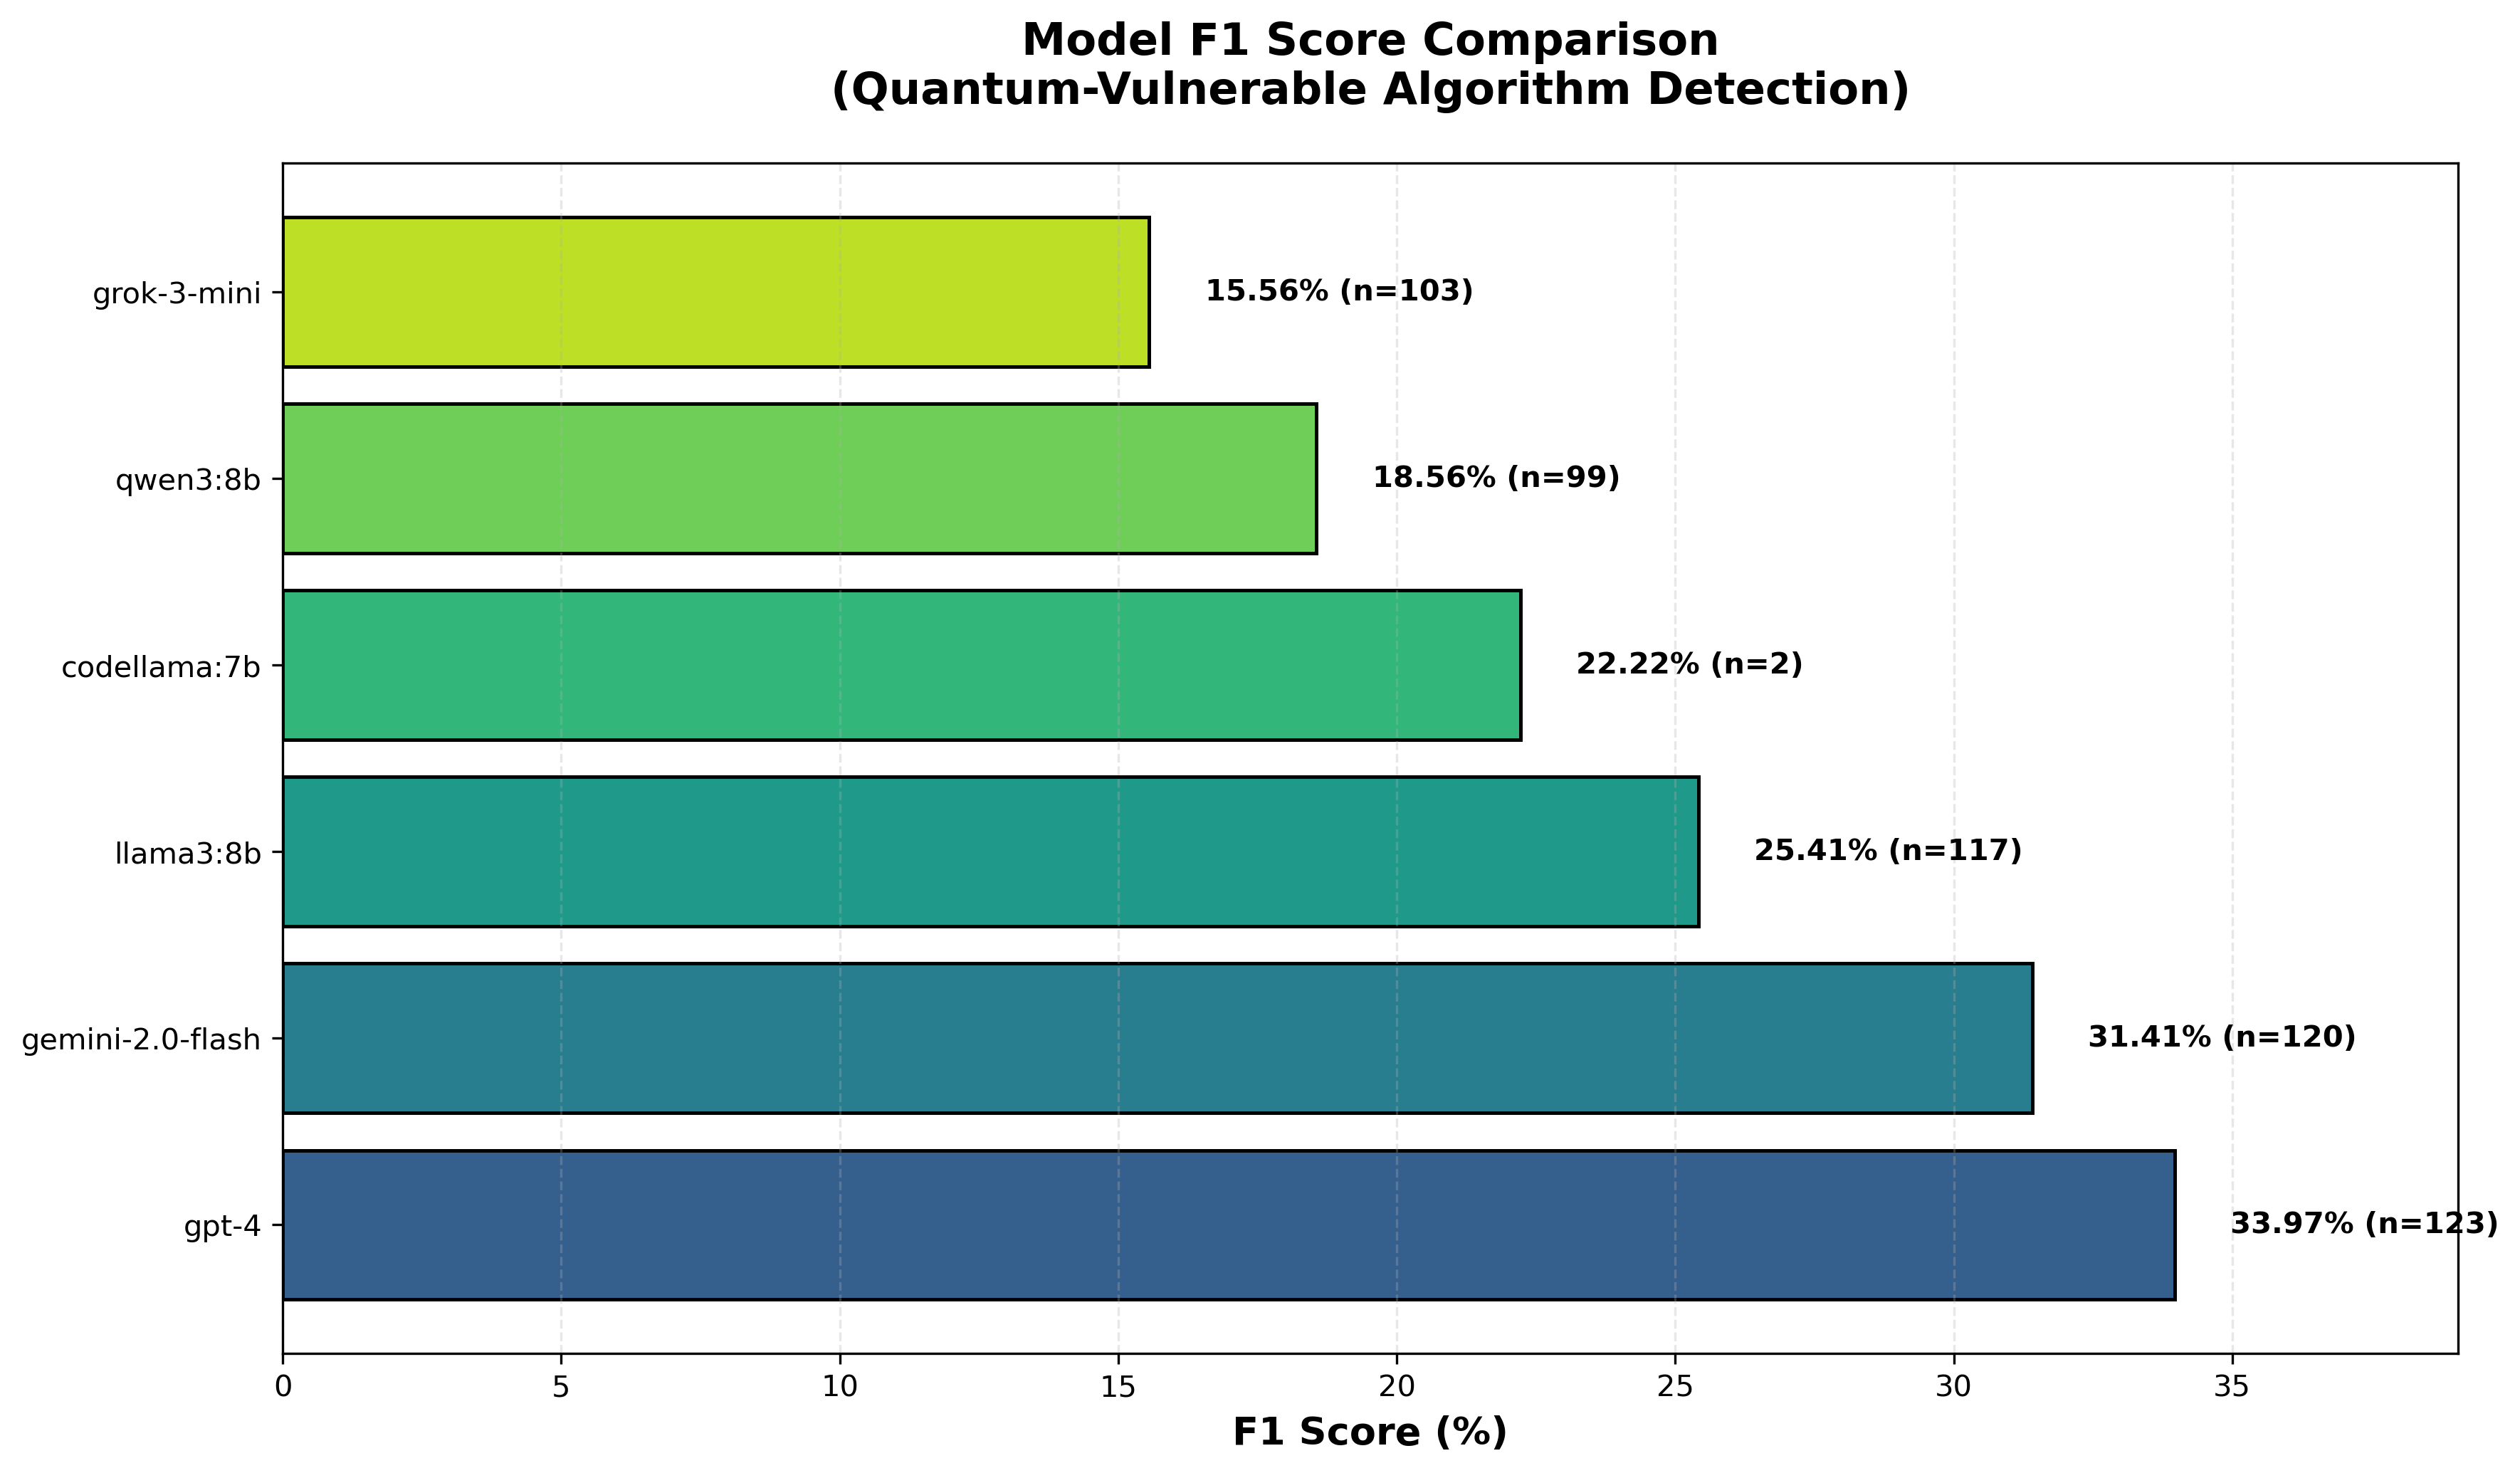 Model F1 Score Comparison
(Quantum-Vulnerable Algorithm Detection)
grok-3-mini
15.56% (n=103)
qwen3:8b
18.56% (n=99)
codellama:7b
22.22% (n=2)
llama3:8b
25.41% (n=117)
gemini-2.0-flash
31.41% (n=120)
gpt-4
33.97% (n=123)
0 5 10 15 20 25 30 35
F1 Score (%)